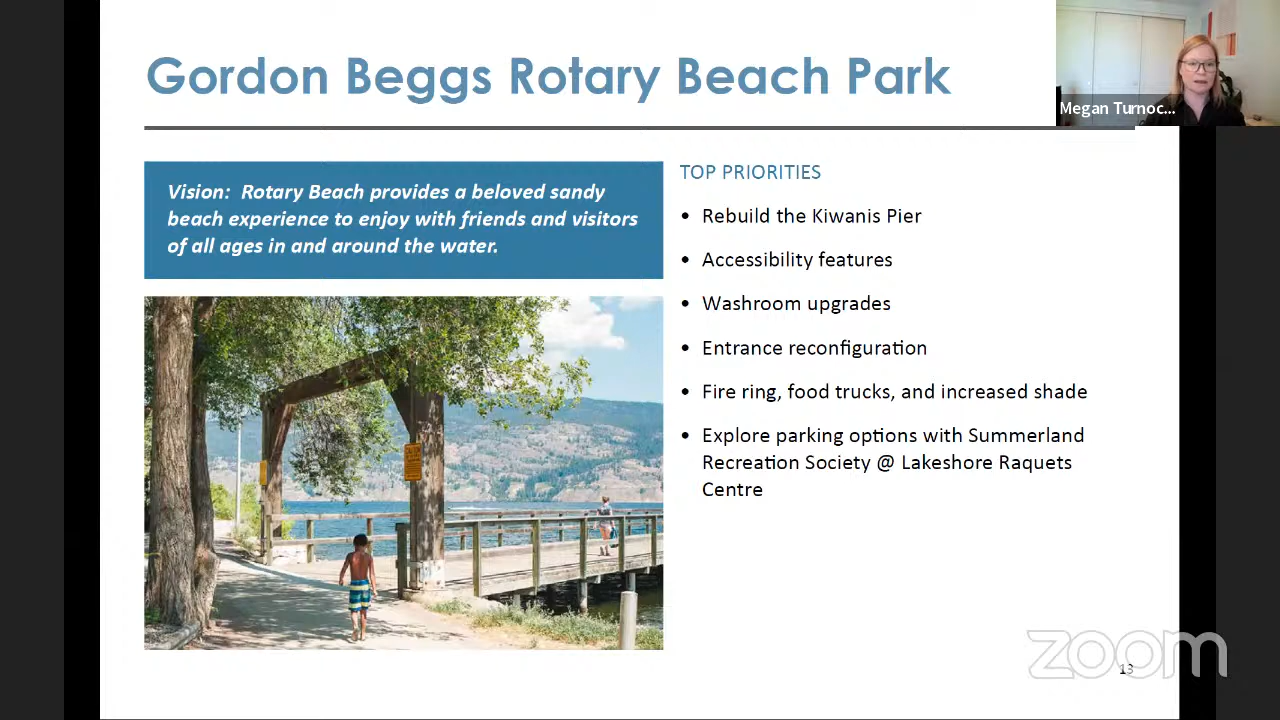 Gordon Beggs Rotary Beach Park
Megan Turnoc...
Vision: Rotary Beach provides a beloved sandy
beach experience to enjoy with friends and visitors
of all ages in and around the water.
TOP PRIORITIES
• Rebuild the Kiwanis Pier
• Accessibility features
• Washroom upgrades
• Entrance reconfiguration
• Fire ring, food trucks, and increased shade
• Explore parking options with Summerland
Recreation Society @ Lakeshore Raquets
Centre
zoom
13